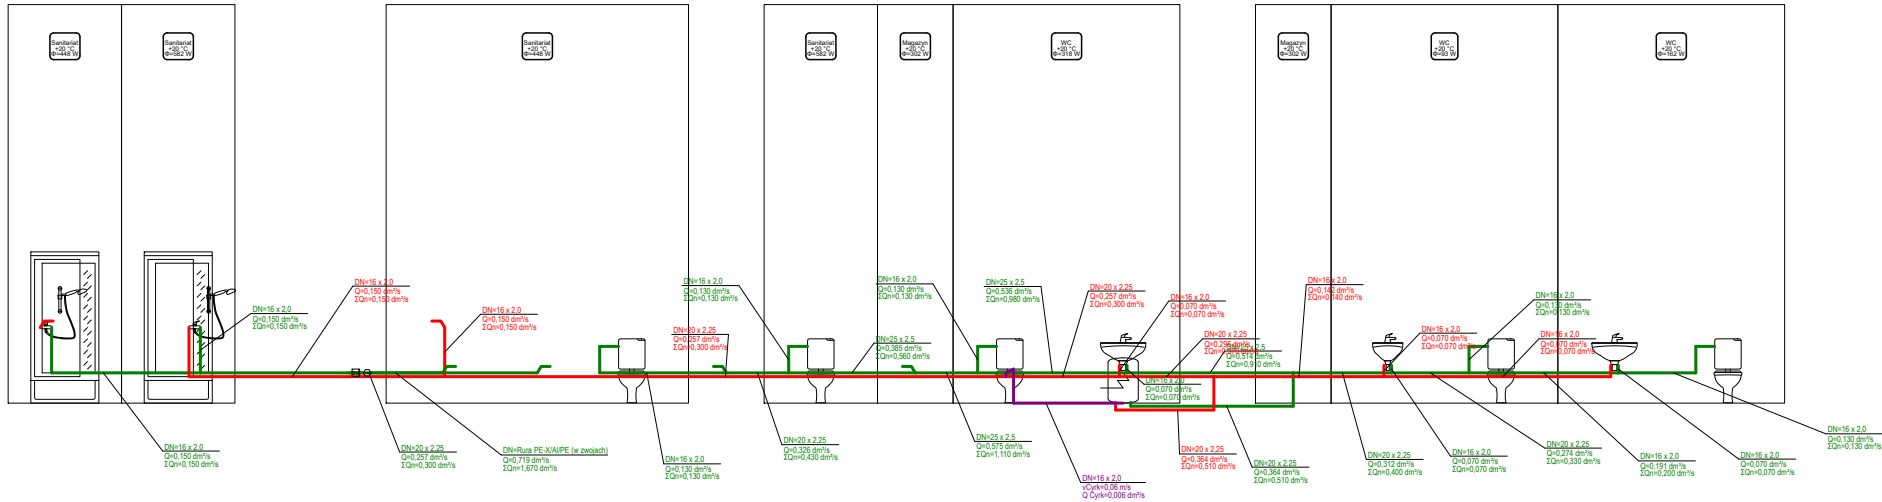 Sanitariat
+20 °C
Φ=448 W
Sanitariat
+20 °C
Φ=582 W
Sanitariat
+20 °C
Φ=448 W
Sanitariat
+20 °C
Φ=582 W
Magazyn
+20 °C
Φ=302 W
WC
+20 °C
Φ=318 W
Magazyn
+20 °C
Φ=302 W
WC
+20 °C
Φ=93 W
WC
+20 °C
Φ=162 W
DN=16 x 2,0
Q=0,150 dm³/s
ΣQn=0,150 dm³/s
DN=16 x 2,0
Q=0,150 dm³/s
ΣQn=0,150 dm³/s
DN=16 x 2,0
Q=0,150 dm³/s
ΣQn=0,150 dm³/s
DN=20 x 2,25
Q=0,257 dm³/s
ΣQn=0,300 dm³/s
DN=16 x 2,0
Q=0,130 dm³/s
ΣQn=0,130 dm³/s
DN=25 x 2,5
Q=0,385 dm³/s
ΣQn=0,560 dm³/s
DN=16 x 2,0
Q=0,130 dm³/s
ΣQn=0,130 dm³/s
DN=25 x 2,5
Q=0,536 dm³/s
ΣQn=0,980 dm³/s
DN=20 x 2,25
Q=0,257 dm³/s
ΣQn=0,300 dm³/s
DN=16 x 2,0
Q=0,070 dm³/s
ΣQn=0,070 dm³/s
DN=20 x 2,25
Q=0,514 dm³/s
ΣQn=0,910 dm³/s
DN=16 x 2,0
Q=0,070 dm³/s
ΣQn=0,070 dm³/s
DN=16 x 2,0
Q=0,142 dm³/s
ΣQn=0,140 dm³/s
DN=16 x 2,0
Q=0,070 dm³/s
ΣQn=0,070 dm³/s
DN=16 x 2,0
Q=0,130 dm³/s
ΣQn=0,130 dm³/s
DN=16 x 2,0
Q=0,070 dm³/s
ΣQn=0,070 dm³/s
DN=16 x 2,0
Q=0,150 dm³/s
ΣQn=0,150 dm³/s
DN=20 x 2,25
Q=0,257 dm³/s
ΣQn=0,300 dm³/s
DN=Rura PE-X/Al/PE (w zwojach)
Q=0,719 dm³/s
ΣQn=1,670 dm³/s
DN=16 x 2,0
Q=0,130 dm³/s
ΣQn=0,130 dm³/s
DN=20 x 2,25
Q=0,326 dm³/s
ΣQn=0,430 dm³/s
DN=25 x 2,5
Q=0,575 dm³/s
ΣQn=1,110 dm³/s
DN=16 x 2,0
vCyrk=0,06 m/s
Q Cyrk=0,006 dm³/s
DN=20 x 2,25
Q=0,364 dm³/s
ΣQn=0,510 dm³/s
DN=20 x 2,25
Q=0,364 dm³/s
ΣQn=0,510 dm³/s
DN=20 x 2,25
Q=0,312 dm³/s
ΣQn=0,400 dm³/s
DN=16 x 2,0
Q=0,070 dm³/s
ΣQn=0,070 dm³/s
DN=20 x 2,25
Q=0,274 dm³/s
ΣQn=0,330 dm³/s
DN=16 x 2,0
Q=0,191 dm³/s
ΣQn=0,200 dm³/s
DN=16 x 2,0
Q=0,070 dm³/s
ΣQn=0,070 dm³/s
DN=16 x 2,0
Q=0,130 dm³/s
ΣQn=0,130 dm³/s